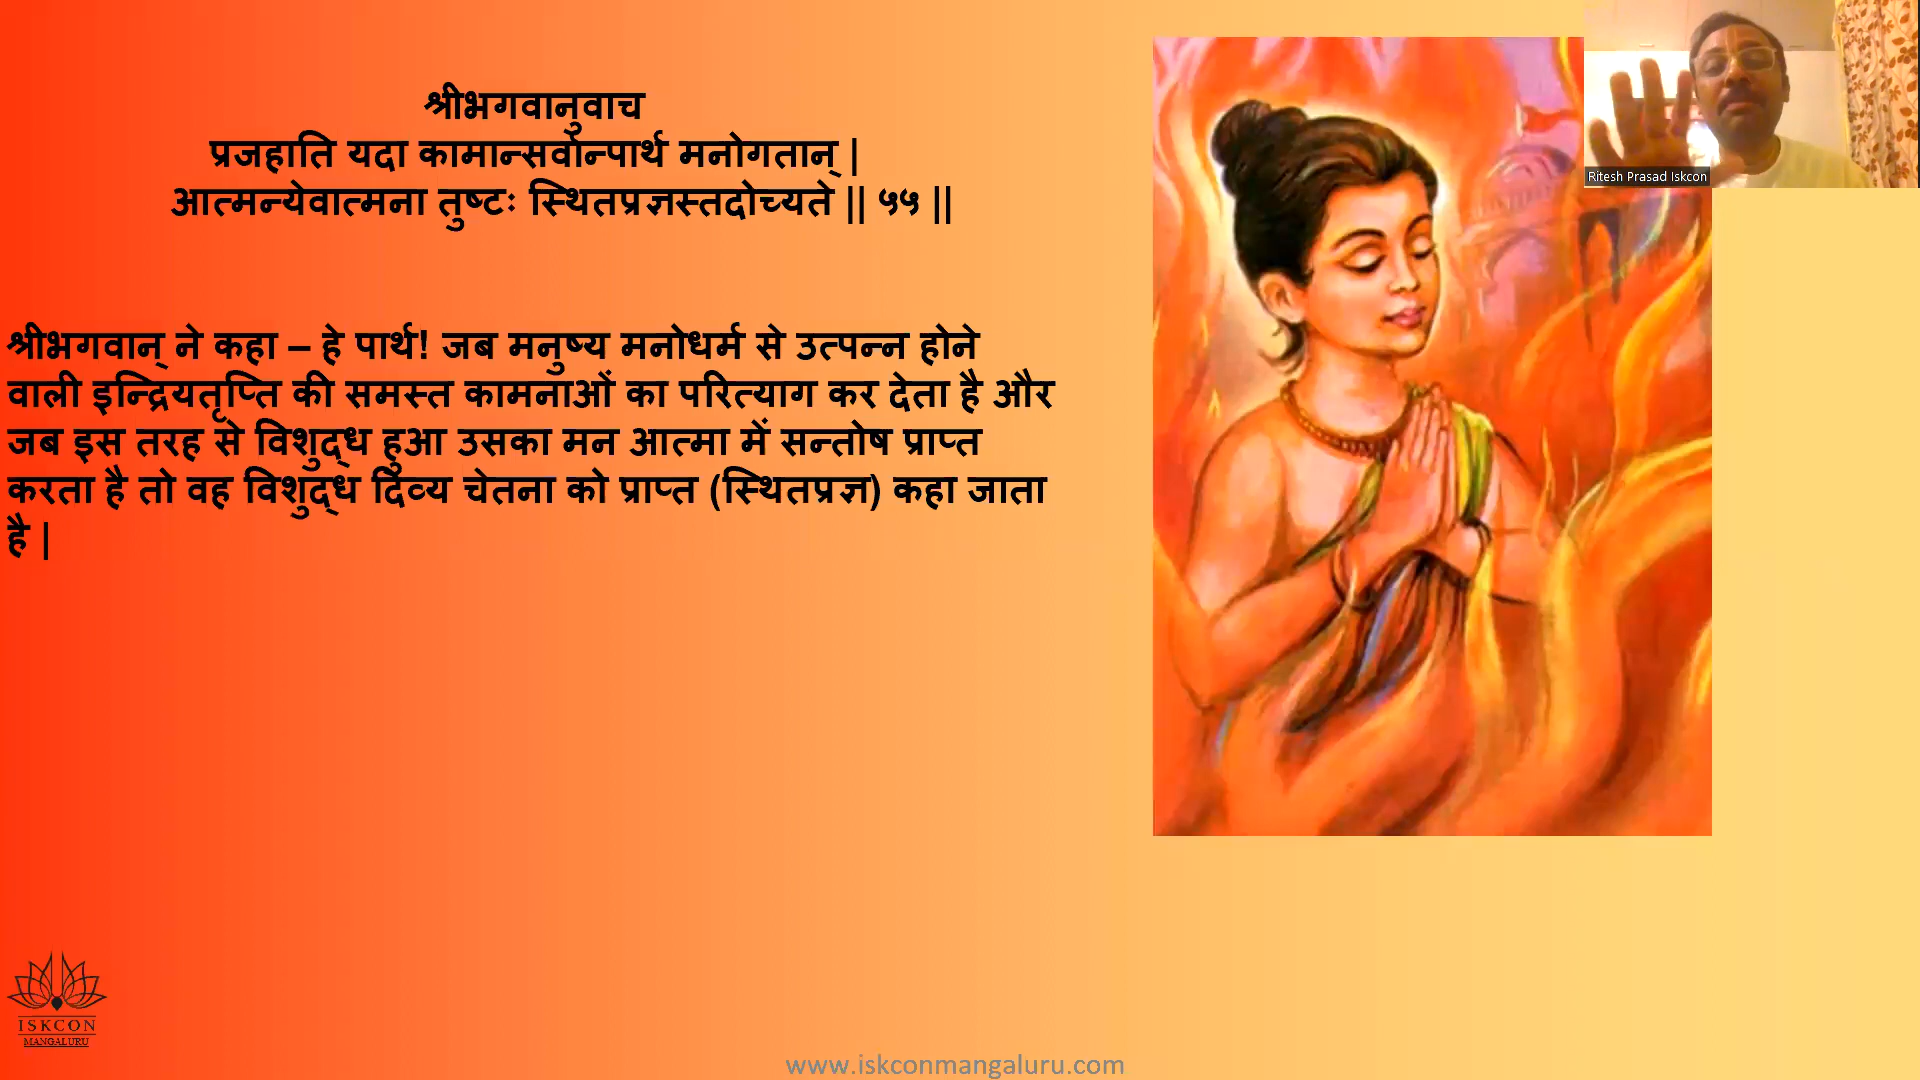 श्रीभगवानुवाच
प्रजहाति यदा कामान्सर्वान्पार्थ मनोगतान् |
आत्मन्येवात्मना तुष्टः स्थितप्रज्ञस्तदोच्यते || ५५ ||
श्रीभगवान् ने कहा – हे पार्थ! जब मनुष्य मनोधर्म से उत्पन्न होने
वाली इन्द्रियतृप्ति की समस्त कामनाओं का परित्याग कर देता है और
जब इस तरह से विशुद्ध हुआ उसका मन आत्मा में सन्तोष प्राप्त
करता है तो वह विशुद्ध दिव्य चेतना को प्राप्त (स्थितप्रज्ञ) कहा जाता
है |
Ritesh Prasad Iskcon
ISKCON
MANGALURU
www.iskconmangaluru.com